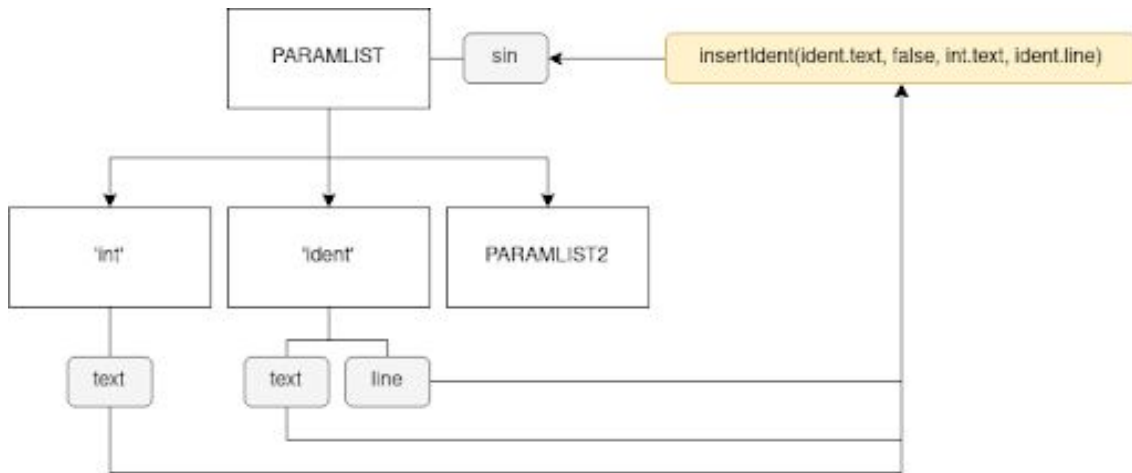 PARAMLIST
sin
insertIdent(ident.text, false, int.text, ident.line)
'int'
'ident'
PARAMLIST2
text
text
line